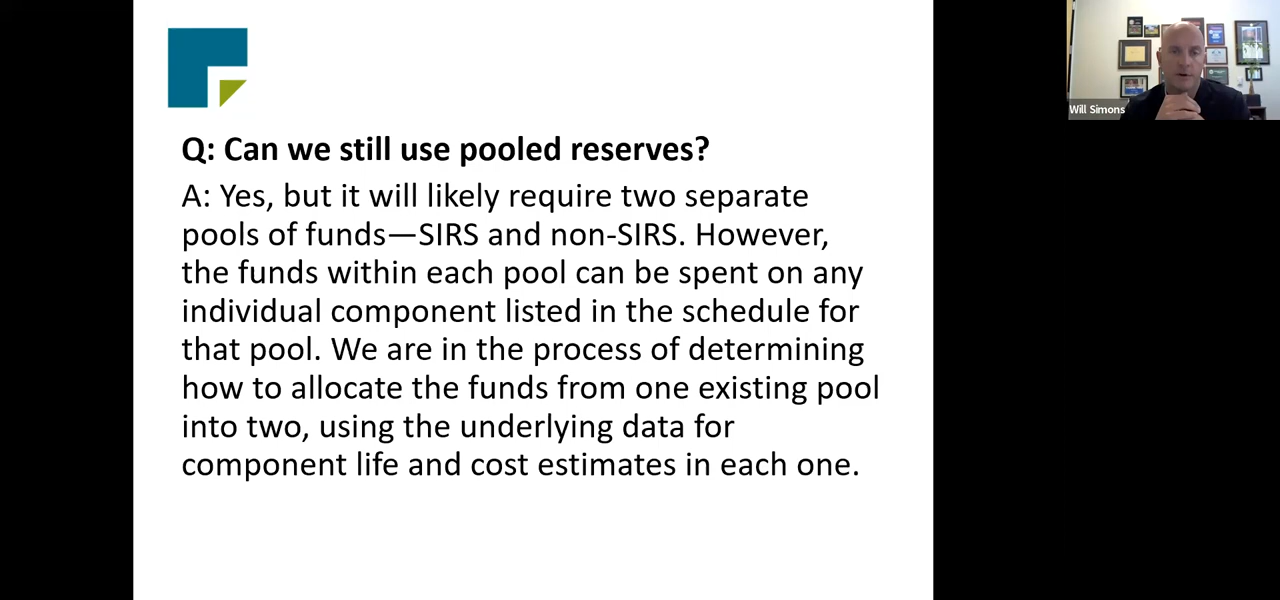 Q: Can we still use pooled reserves?
A: Yes, but it will likely require two separate
pools of funds—SIRS and non-SIRS. However,
the funds within each pool can be spent on any
individual component listed in the schedule for
that pool. We are in the process of determining
how to allocate the funds from one existing pool
into two, using the underlying data for
component life and cost estimates in each one.
Will Simons